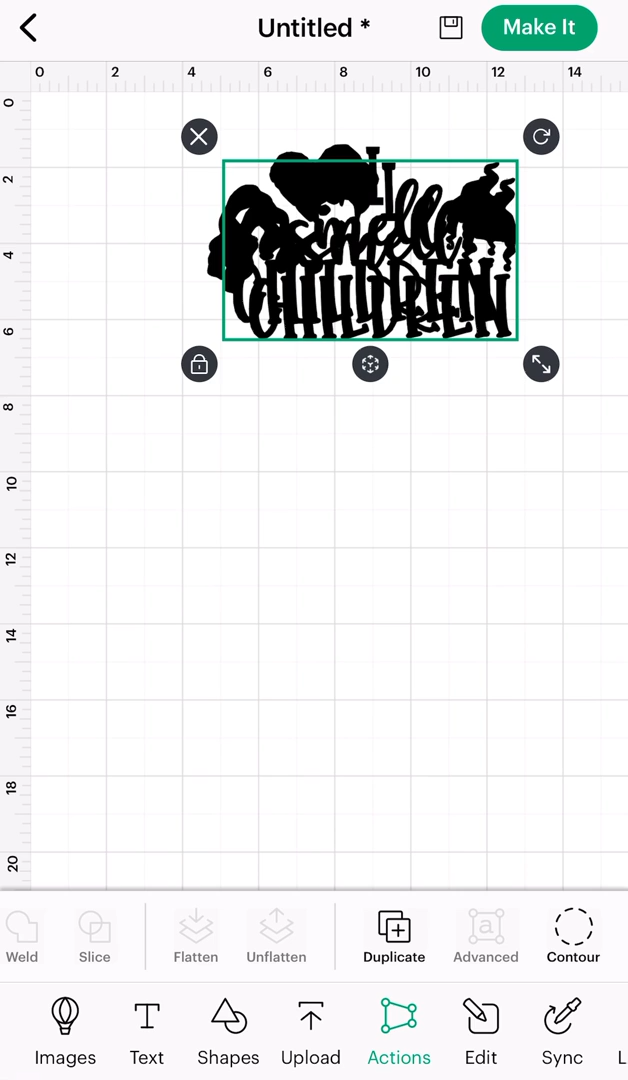 Untitled *
Make It
0 2 4 6 8 10 12 14
0
2
4
6
8
10
12
14
16
18
20
I
smell
CHILDREN
Weld Slice Flatten Unflatten Duplicate Advanced Contour
Images Text Shapes Upload Actions Edit Sync L